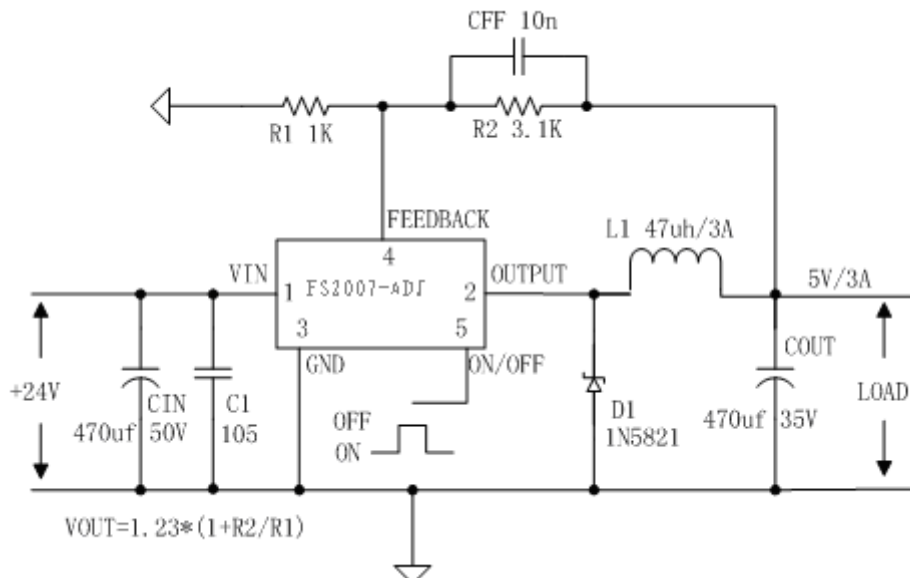 CFF 10n
R1 1K
R2 3.1K
FEEDBACK
L1 47uh/3A
VIN
4
OUTPUT
5V/3A
1
FS2007-ADJ
2
3
5
GND
ON/OFF
COUT
+24V
CIN
C1
OFF
D1
LOAD
470uf 50V
105
ON
1N5821
470uf 35V
VOUT=1.23*(1+R2/R1)